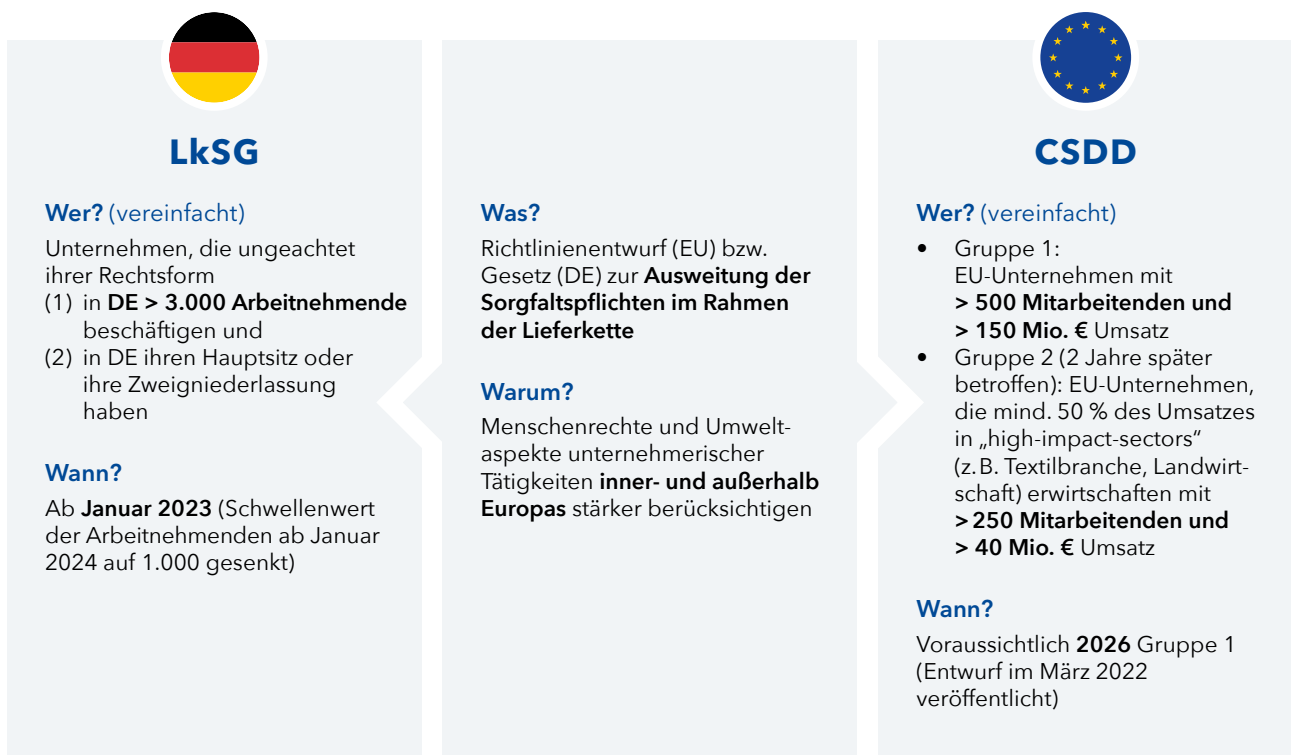 LkSG
Wer? (vereinfacht)
Unternehmen, die ungeachtet
ihrer Rechtsform
(1) in DE > 3.000 Arbeitnehmende
beschäftigen und
(2) in DE ihren Hauptsitz oder
ihre Zweigniederlassung
haben
Wann?
Ab Januar 2023 (Schwellenwert
der Arbeitnehmenden ab Januar
2024 auf 1.000 gesenkt)
Was?
Richtlinienentwurf (EU) bzw.
Gesetz (DE) zur Ausweitung der
Sorgfaltspflichten im Rahmen
der Lieferkette
Warum?
Menschenrechte und Umwelt-
aspekte unternehmerischer
Tätigkeiten inner- und außerhalb
Europas stärker berücksichtigen
CSDD
Wer? (vereinfacht)
• Gruppe 1:
EU-Unternehmen mit
> 500 Mitarbeitenden und
> 150 Mio. € Umsatz
• Gruppe 2 (2 Jahre später
betroffen): EU-Unternehmen,
die mind. 50 % des Umsatzes
in „high-impact-sectors“
(z. B. Textilbranche, Landwirt-
schaft) erwirtschaften mit
> 250 Mitarbeitenden und
> 40 Mio. € Umsatz
Wann?
Voraussichtlich 2026 Gruppe 1
(Entwurf im März 2022
veröffentlicht)